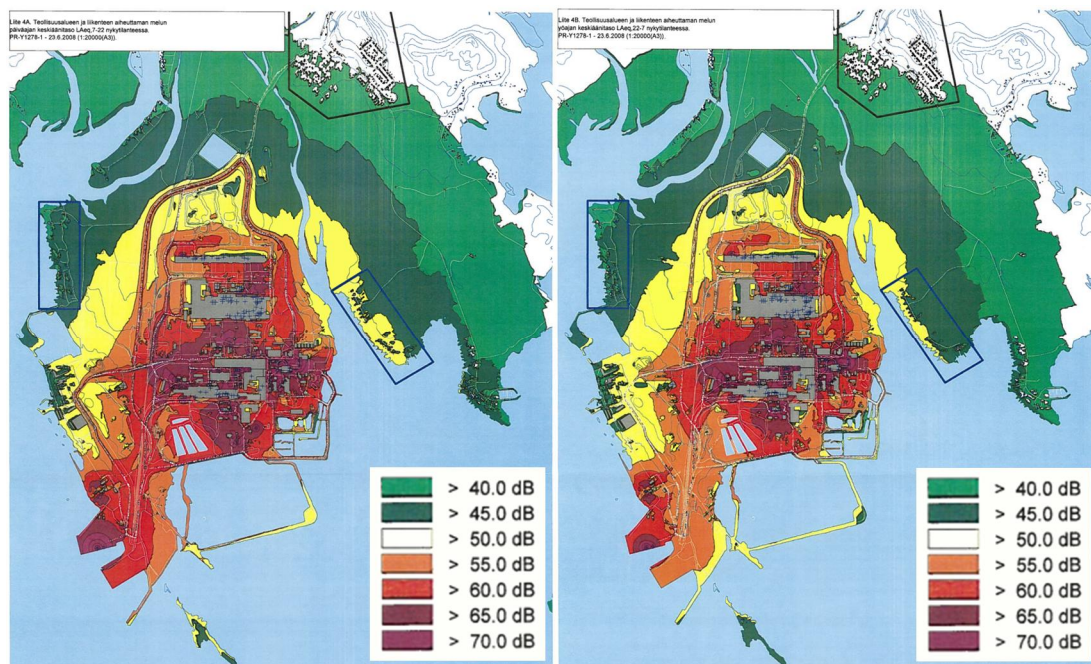 Liite 4A. Teollisuusalueen ja liikenteen aiheuttaman melun
päiväajan keskiäänitaso LAeq,7-22 nykytilanteessa.
PR-Y1278-1 - 23.6.2008 (1:20000(A3)).
> 40.0 dB
> 45.0 dB
> 50.0 dB
> 55.0 dB
> 60.0 dB
> 65.0 dB
> 70.0 dB
Liite 4B. Teollisuusalueen ja liikenteen aiheuttaman melun
yöajan keskiäänitaso LAeq,22-7 nykytilanteessa.
PR-Y1278-1 - 23.6.2008 (1:20000(A3)).
> 40.0 dB
> 45.0 dB
> 50.0 dB
> 55.0 dB
> 60.0 dB
> 65.0 dB
> 70.0 dB